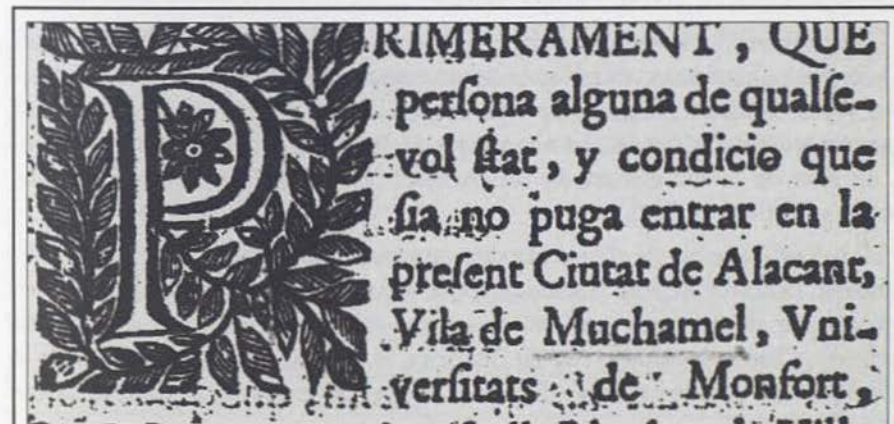 PRIMERAMENT, QUE
perſona alguna de qualſe-
vol ſtat, y condicio que
ſia no puga entrar en la
preſent Ciutat de Alacant,
Vila de Muchamel, Vni-
verſitats de Monfort,